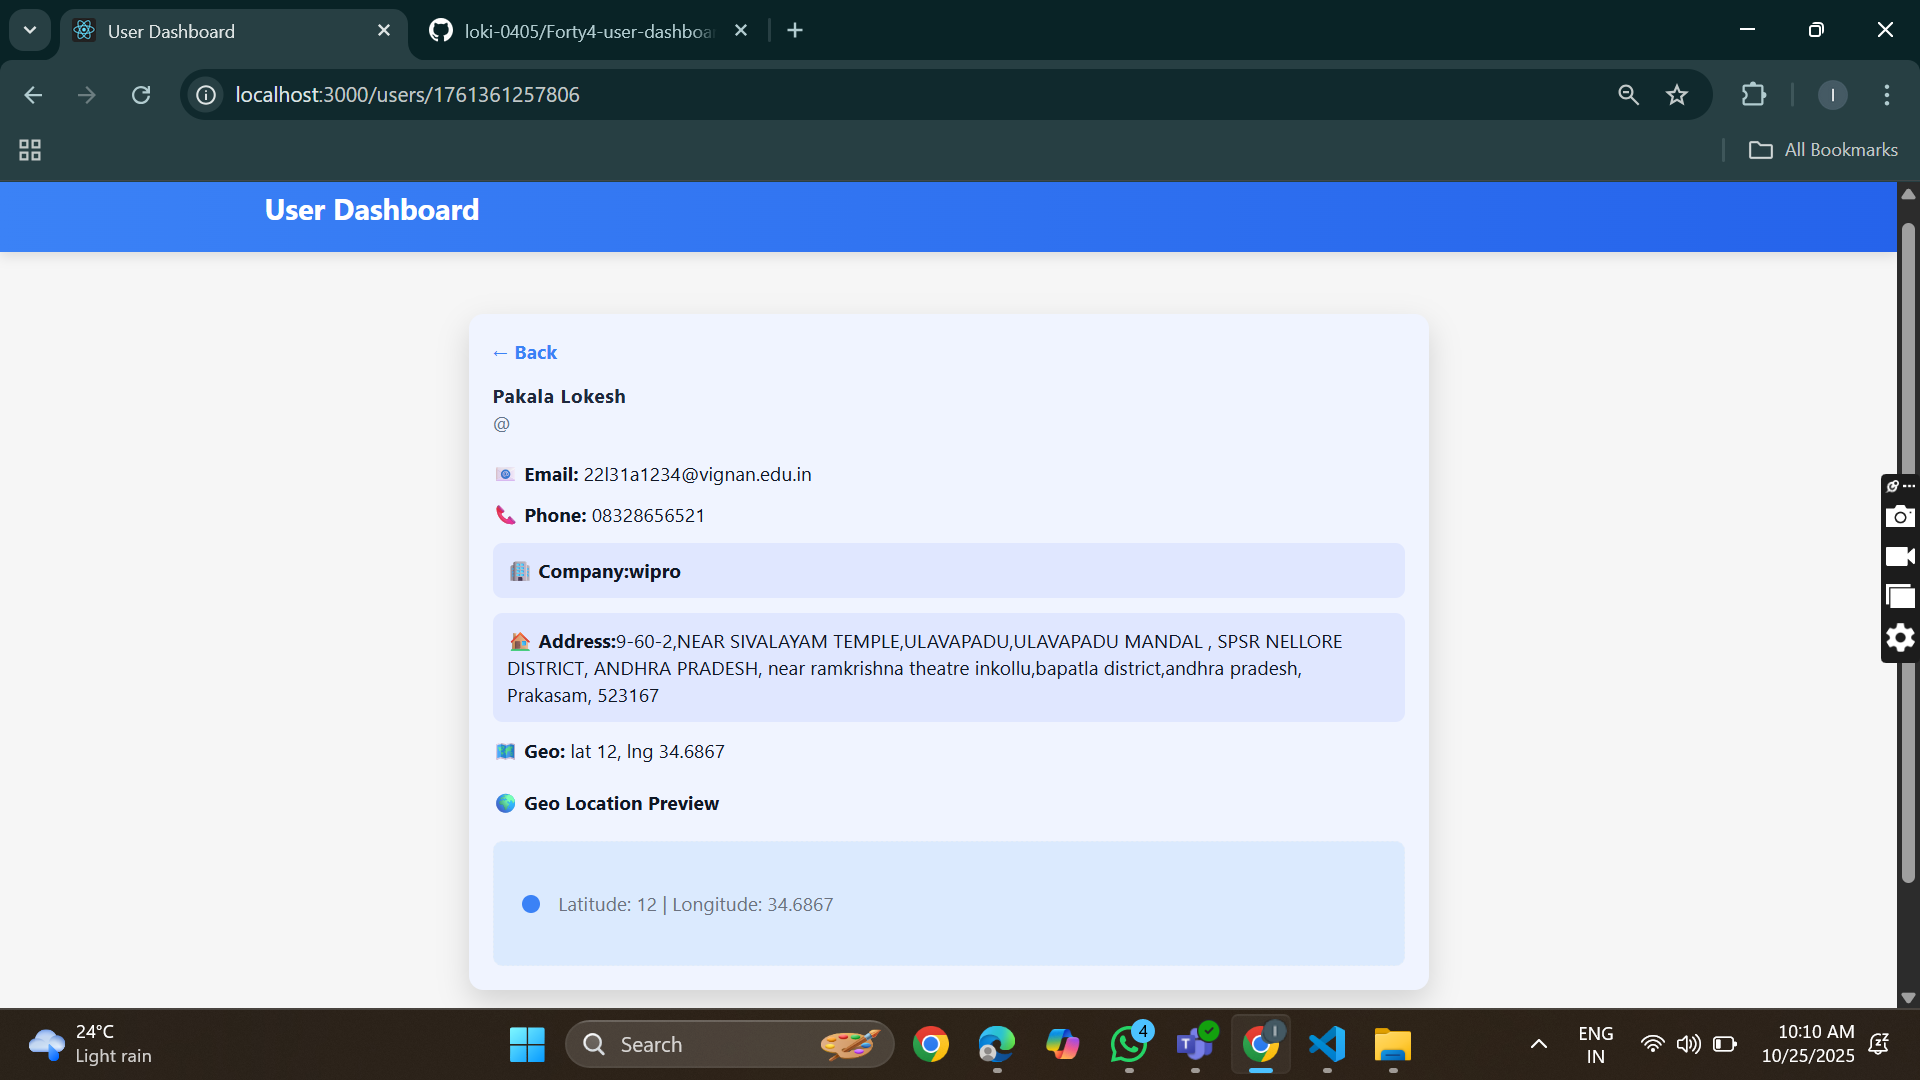 User Dashboard
loki-0405/Forty4-user-dashboa
localhost:3000/users/1761361257806
I
All Bookmarks
User Dashboard
← Back
Pakala Lokesh
@
Email: 22l31a1234@vignan.edu.in
Phone: 08328656521
Company:wipro
Address:9-60-2,NEAR SIVALAYAM TEMPLE,ULAVAPADU,ULAVAPADU MANDAL , SPSR NELLORE
DISTRICT, ANDHRA PRADESH, near ramkrishna theatre inkollu,bapatla district,andhra pradesh,
Prakasam, 523167
Geo: lat 12, lng 34.6867
Geo Location Preview
Latitude: 12 | Longitude: 34.6867
24°C
Light rain
Search
4
I
ENG
IN
10:10 AM
10/25/2025